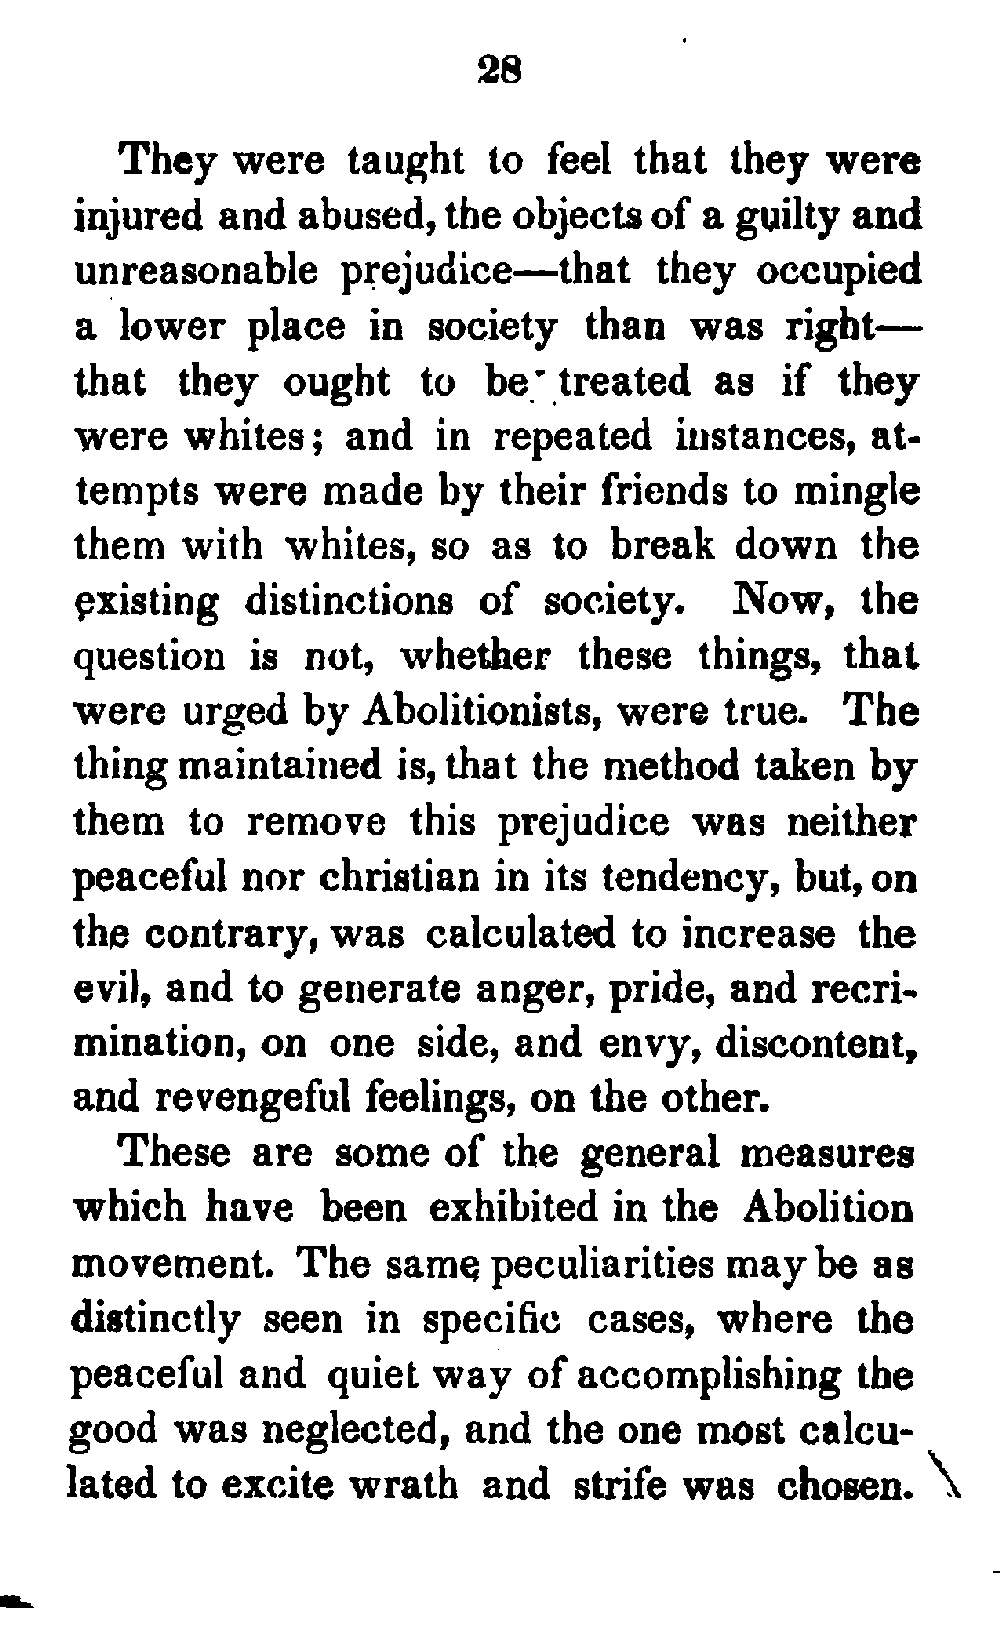 28
They were taught to feel that they were
injured and abused, the objects of a guilty and
unreasonable prejudice—that they occupied
a lower place in society than was right—
that they ought to be treated as if they
were whites; and in repeated instances, at-
tempts were made by their friends to mingle
them with whites, so as to break down the
existing distinctions of society. Now, the
question is not, whether these things, that
were urged by Abolitionists, were true. The
thing maintained is, that the method taken by
them to remove this prejudice was neither
peaceful nor christian in its tendency, but, on
the contrary, was calculated to increase the
evil, and to generate anger, pride, and recri-
mination, on one side, and envy, discontent,
and revengeful feelings, on the other.
These are some of the general measures
which have been exhibited in the Abolition
movement. The same peculiarities may be as
distinctly seen in specific cases, where the
peaceful and quiet way of accomplishing the
good was neglected, and the one most calcu-
lated to excite wrath and strife was chosen.